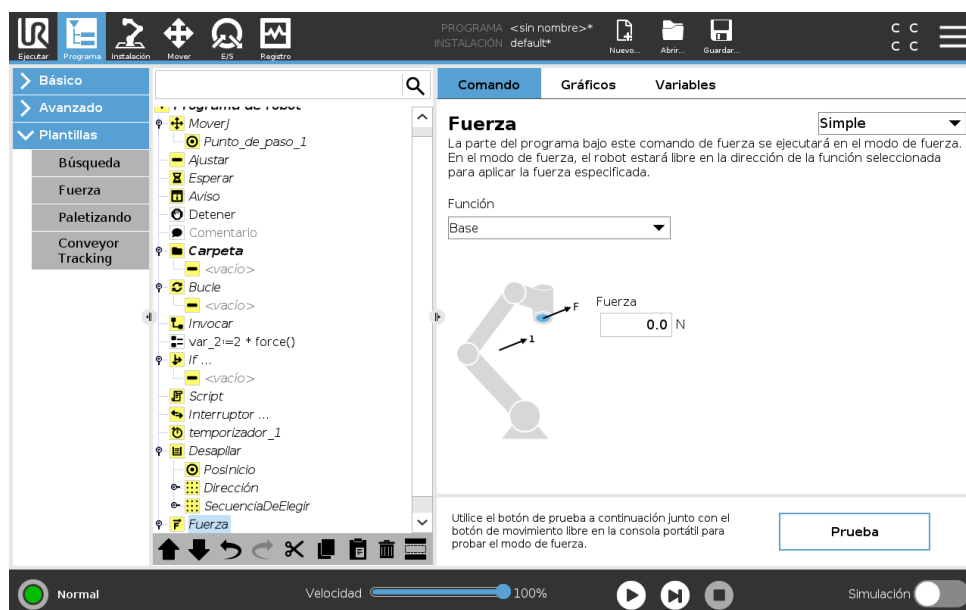 PROGRAMA <sin nombre>*
INSTALACIÓN default*
Ejecutar
Programa
Instalación
Mover
E/S
Registro
Nuevo...
Abrir...
Guardar...
C C
C C
Básico
Avanzado
Plantillas
Búsqueda
Fuerza
Paletizando
Conveyor
Tracking
Programa de robot
MoverJ
Punto_de_paso_1
Ajustar
Esperar
Aviso
Detener
Comentario
Carpeta
<vacío>
Bucle
<vacío>
Invocar
var_2:=2 * force()
If ...
<vacío>
Script
Interruptor ...
temporizador_1
Desapilar
PosInicio
Dirección
SecuenciaDeElegir
Fuerza
Comando
Gráficos
Variables
Fuerza
Simple
La parte del programa bajo este comando de fuerza se ejecutará en el modo de fuerza.
En el modo de fuerza, el robot estará libre en la dirección de la función seleccionada
para aplicar la fuerza especificada.
Función
Base
F
1
Fuerza
0.0 N
Utilice el botón de prueba a continuación junto con el
botón de movimiento libre en la consola portátil para
probar el modo de fuerza.
Prueba
Normal
Velocidad
100%
Simulación